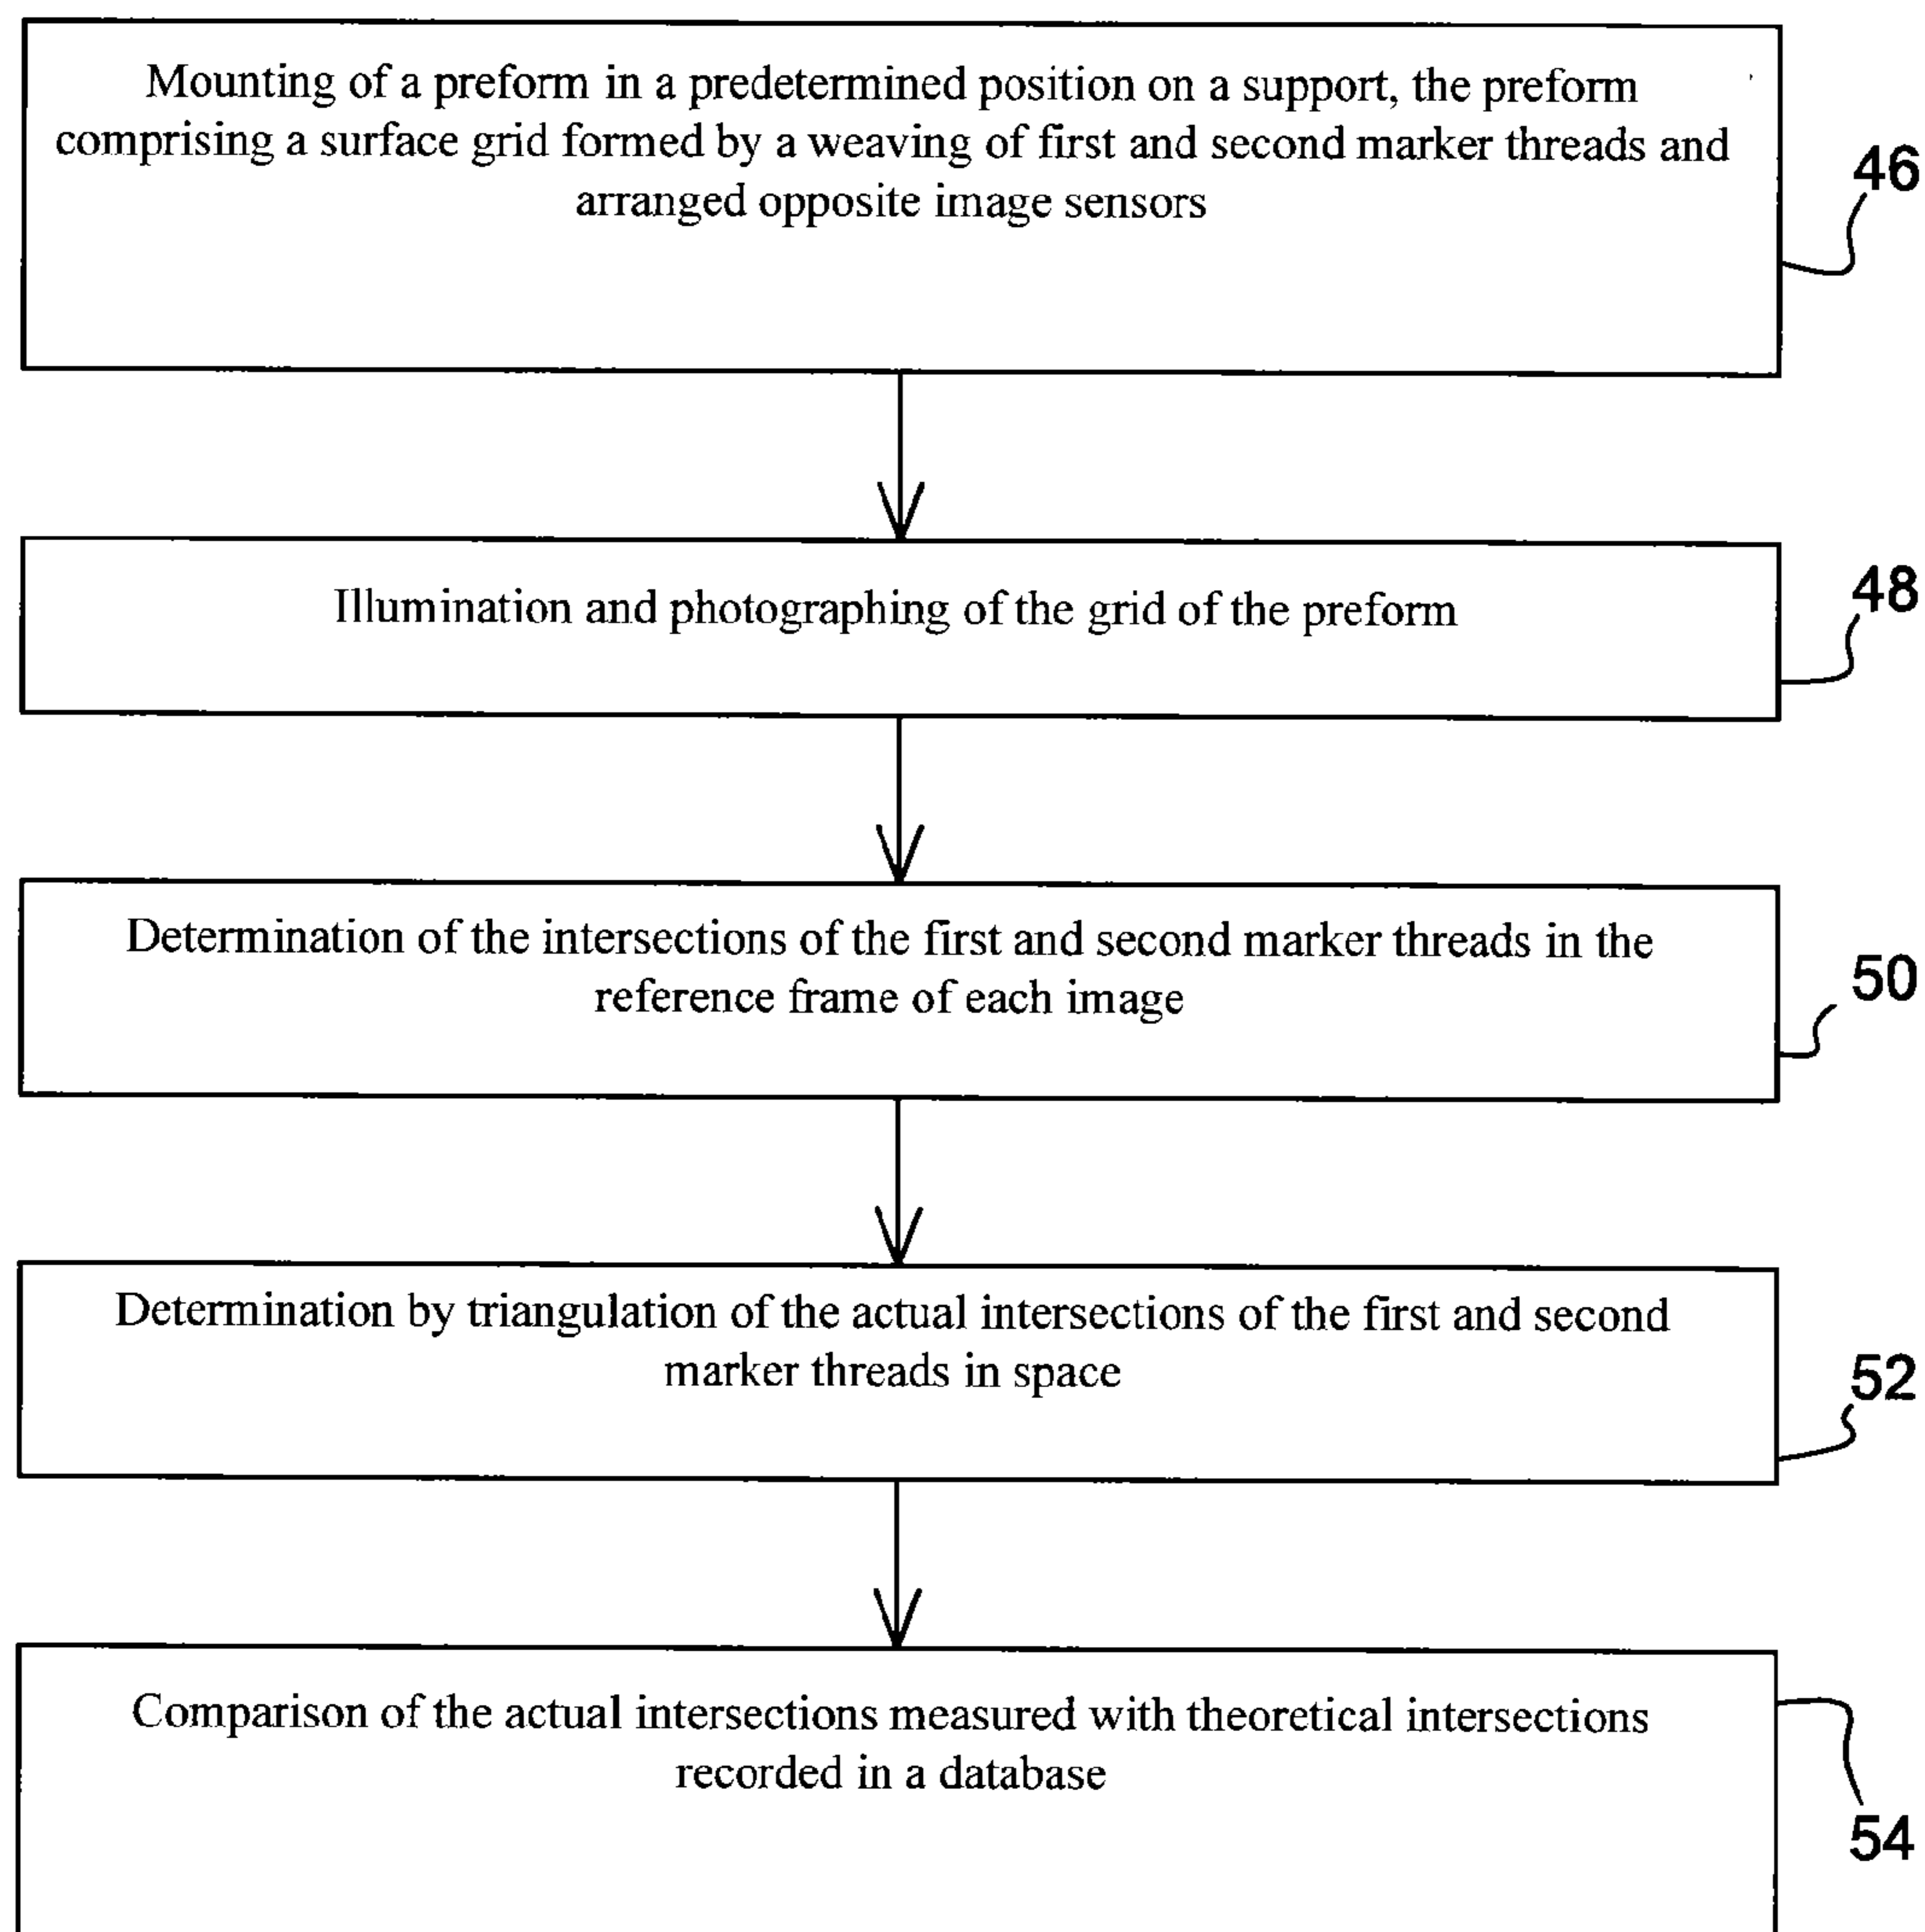 Mounting of a preform in a predetermined position on a support, the preform
comprising a surface grid formed by a weaving of first and second marker threads and
arranged opposite image sensors
46
Illumination and photographing of the grid of the preform
48
Determination of the intersections of the first and second marker threads in the
reference frame of each image
50
Determination by triangulation of the actual intersections of the first and second
marker threads in space
52
Comparison of the actual intersections measured with theoretical intersections
recorded in a database
54